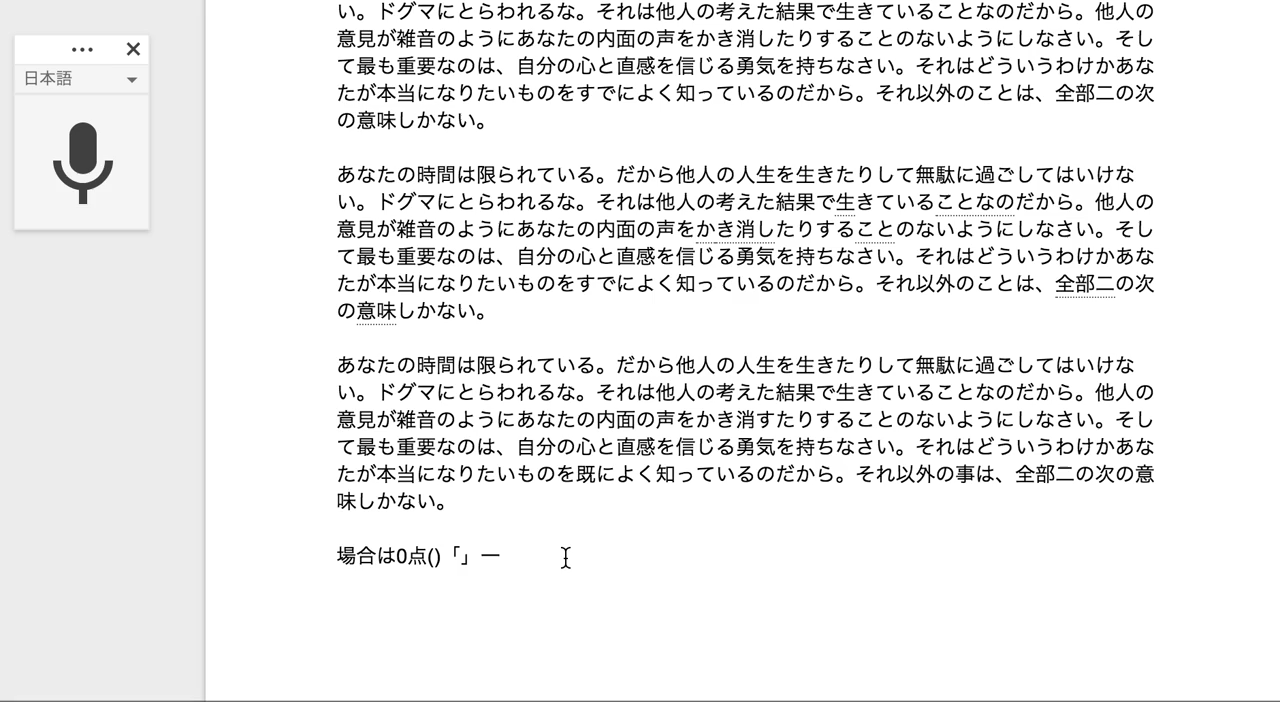 い。ドグマにとらわれるな。それは他人の考えた結果で生きていることなのだから。他人の
意見が雑音のようにあなたの内面の声をかき消したりすることのないようにしなさい。そし
て最も重要なのは、自分の心と直感を信じる勇気を持ちなさい。それはどういうわけかあな
たが本当になりたいものをすでによく知っているのだから。それ以外のことは、全部二の次
の意味しかない。
あなたの時間は限られている。だから他人の人生を生きたりして無駄に過ごしてはいけな
い。ドグマにとらわれるな。それは他人の考えた結果で生きていることなのだから。他人の
意見が雑音のようにあなたの内面の声をかき消したりすることのないようにしなさい。そし
て最も重要なのは、自分の心と直感を信じる勇気を持ちなさい。それはどういうわけかあな
たが本当になりたいものをすでによく知っているのだから。それ以外のことは、全部二の次
の意味しかない。
あなたの時間は限られている。だから他人の人生を生きたりして無駄に過ごしてはいけな
い。ドグマにとらわれるな。それは他人の考えた結果で生きていることなのだから。他人の
意見が雑音のようにあなたの内面の声をかき消すたりすることのないようにしなさい。そし
て最も重要なのは、自分の心と直感を信じる勇気を持ちなさい。それはどういうわけかあな
たが本当になりたいものを既によく知っているのだから。それ以外の事は、全部二の次の意
味しかない。
場合は0点()「」一
日本語